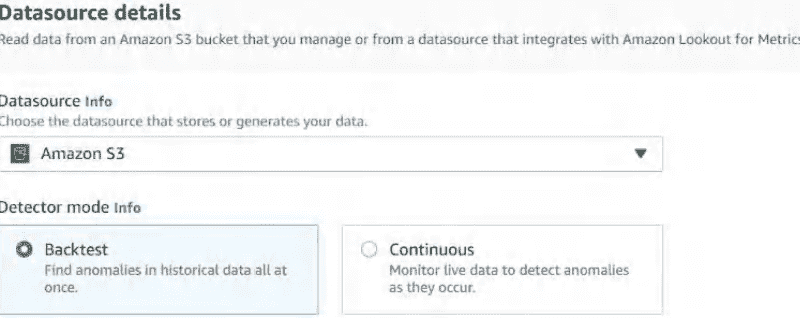 Datasource details
Read data from an Amazon S3 bucket that you manage or from a datasource that integrates with Amazon Lookout for Metrics
Datasource Info
Choose the datasource that stores or generates your data.
Amazon S3
Detector mode Info
Backtest
Find anomalies in historical data all at
once.
Continuous
Monitor live data to detect anomalies
as they occur.